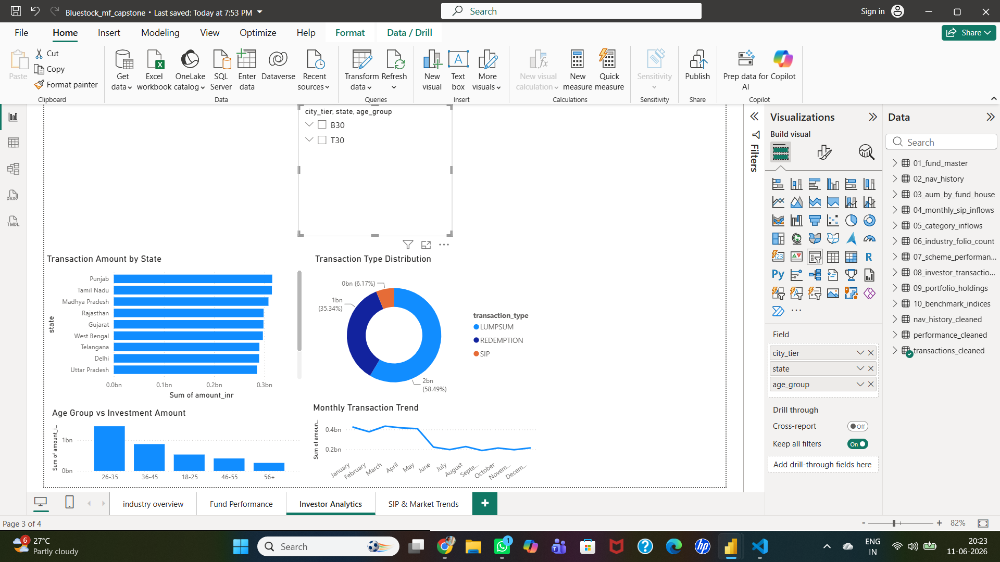 Bluestock_mf_capstone • Last saved: Today at 7:53 PM
Search
Sign in
File
Home
Insert
Modeling
View
Optimize
Help
Format
Data / Drill
Share
Paste
Cut
Copy
Format painter
Clipboard
Get data
Excel workbook
OneLake catalog
SQL Server
Enter data
Dataverse
Recent sources
Data
Transform data
Refresh
Queries
New visual
Text box
More visuals
Insert
New visual calculation
New measure
Quick measure
Calculations
Sensitivity
Sensitivity
Publish
Share
Prep data for AI
Copilot
Copilot
city_tier, state, age_group
B30
T30
Transaction Amount by State
state
Punjab
Tamil Nadu
Madhya Pradesh
Rajasthan
Gujarat
West Bengal
Telangana
Delhi
Uttar Pradesh
0.0bn
0.1bn
0.2bn
0.3bn
Sum of amount_inr
Transaction Type Distribution
0bn (6.17%)
1bn
(35.34%)
2bn
(58.49%)
transaction_type
LUMPSUM
REDEMPTION
SIP
Age Group vs Investment Amount
Sum of amount_i...
1bn
0bn
26-35
36-45
18-25
46-55
56+
Monthly Transaction Trend
Sum of amoun...
0.4bn
0.2bn
January
February
March
April
May
June
July
August
Septe...
October
Novem...
Decem...
Filters
Visualizations
Build visual
123
R
Py
Field
city_tier
state
age_group
Drill through
Cross-report
Off
Keep all filters
On
Add drill-through fields here
Data
Search
01_fund_master
02_nav_history
03_aum_by_fund_house
04_monthly_sip_inflows
05_category_inflows
06_industry_folio_count
07_scheme_performan...
08_investor_transactio...
09_portfolio_holdings
10_benchmark_indices
nav_history_cleaned
performance_cleaned
transactions_cleaned
DAX
TMDL
industry overview
Fund Performance
Investor Analytics
SIP & Market Trends
+
Page 3 of 4
- + 82%
6
27°C
Partly cloudy
Search
1
hp
ENG
IN
20:23
11-06-2026